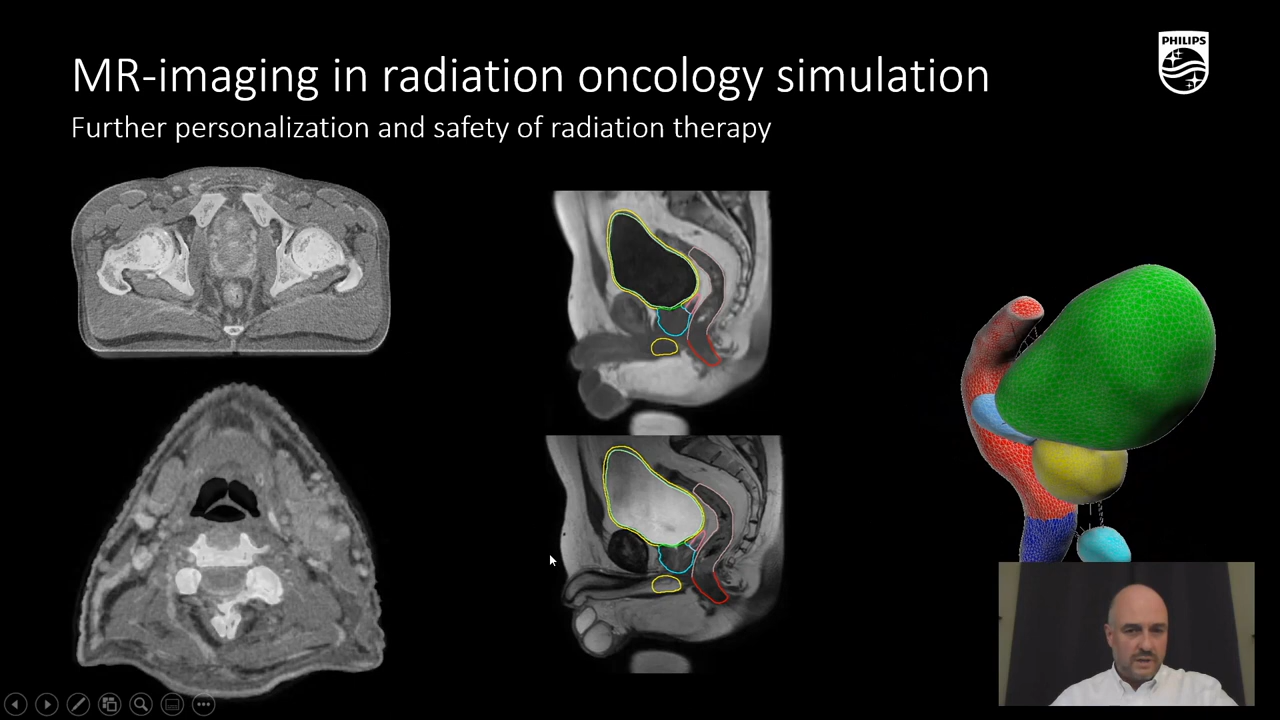 MR-imaging in radiation oncology simulation
Further personalization and safety of radiation therapy
PHILIPS